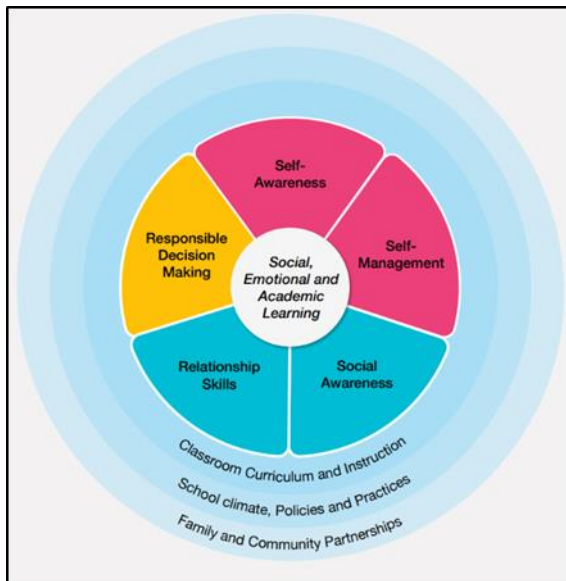 Self-
Awareness
Self-
Management
Responsible
Decision
Making
Social,
Emotional and
Academic
Learning
Relationship
Skills
Social
Awareness
Classroom Curriculum and Instruction
School climate, Policies and Practices
Family and Community Partnerships